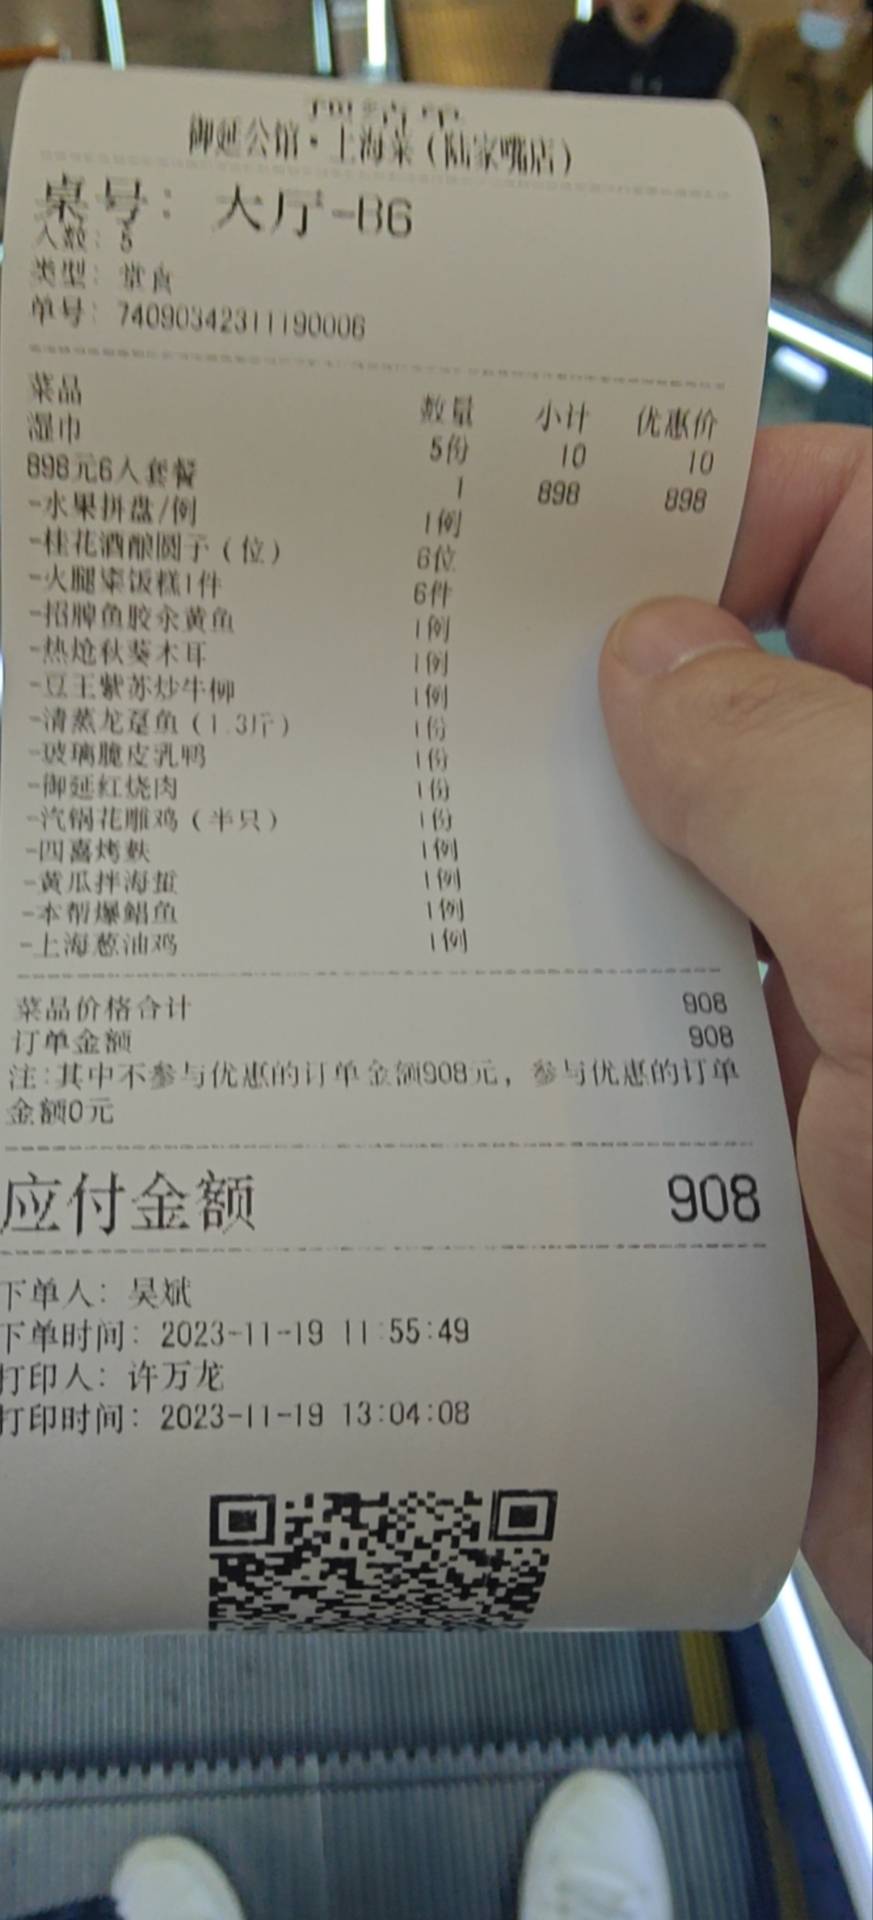 预结单
御延公馆·上海菜（陆家嘴店）
桌号：大厅-B6
人数：5
类型：堂食
单号：74090342311190006
菜品 数量 小计 优惠价
湿巾 5份 10 10
898元6人套餐 1 898 898
-水果拼盘/例 1例
-桂花酒酿圆子（位） 6位
-火腿粢饭糕1件 6件
-招牌鱼胶汆黄鱼 1例
-热炝秋葵木耳 1例
-豆王紫苏炒牛柳 1例
-清蒸龙趸鱼（1.3斤） 1份
-玻璃脆皮乳鸭 1份
-御延红烧肉 1份
-汽锅花雕鸡（半只） 1份
-四喜烤麸 1例
-黄瓜拌海蜇 1例
-本帮爆鲳鱼 1例
-上海葱油鸡 1例
菜品价格合计 908
订单金额 908
注:其中不参与优惠的订单金额908元，参与优惠的订单
金额0元
应付金额 908
下单人：吴斌
下单时间：2023-11-19 11:55:49
打印人：许万龙
打印时间：2023-11-19 13:04:08